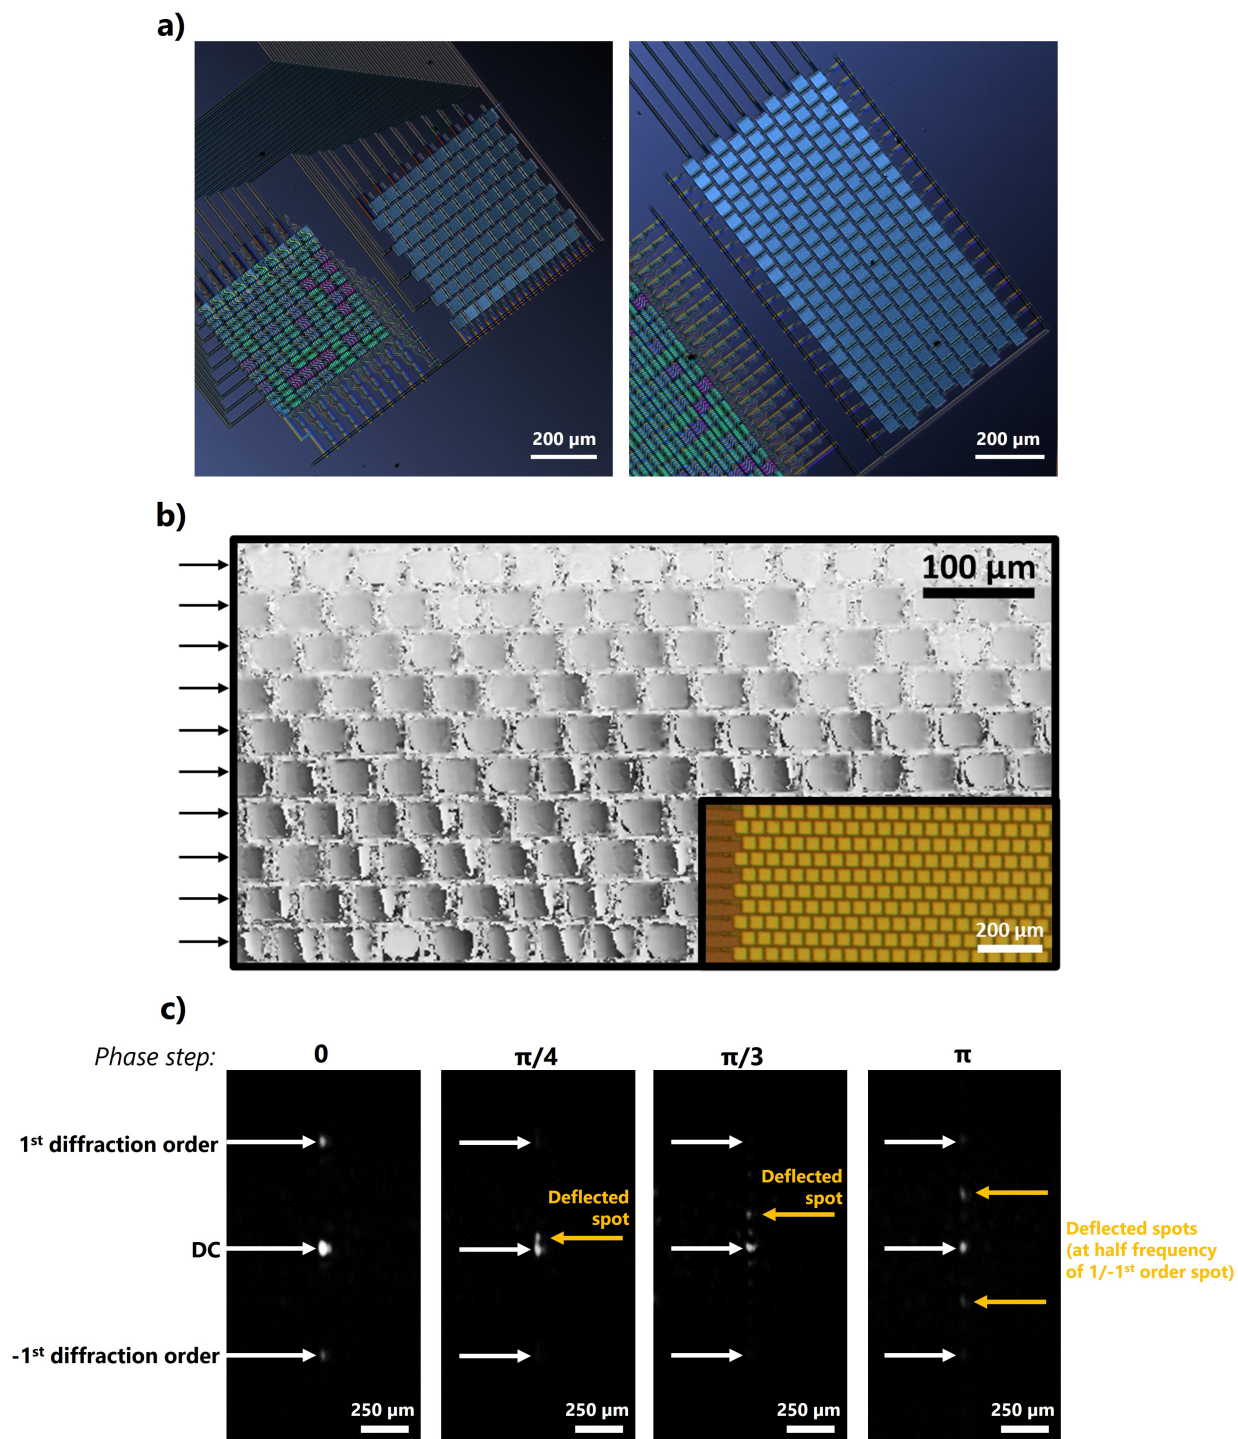 a)
200 µm
200 µm
b)
100 µm
200 µm
c)
Phase step:
0
π/4
π/3
π
1st diffraction order
DC
-1st diffraction order
Deflected
spot
Deflected
spot
Deflected spots
(at half frequency
of 1/-1st order spot)
250 µm
250 µm
250 µm
250 µm